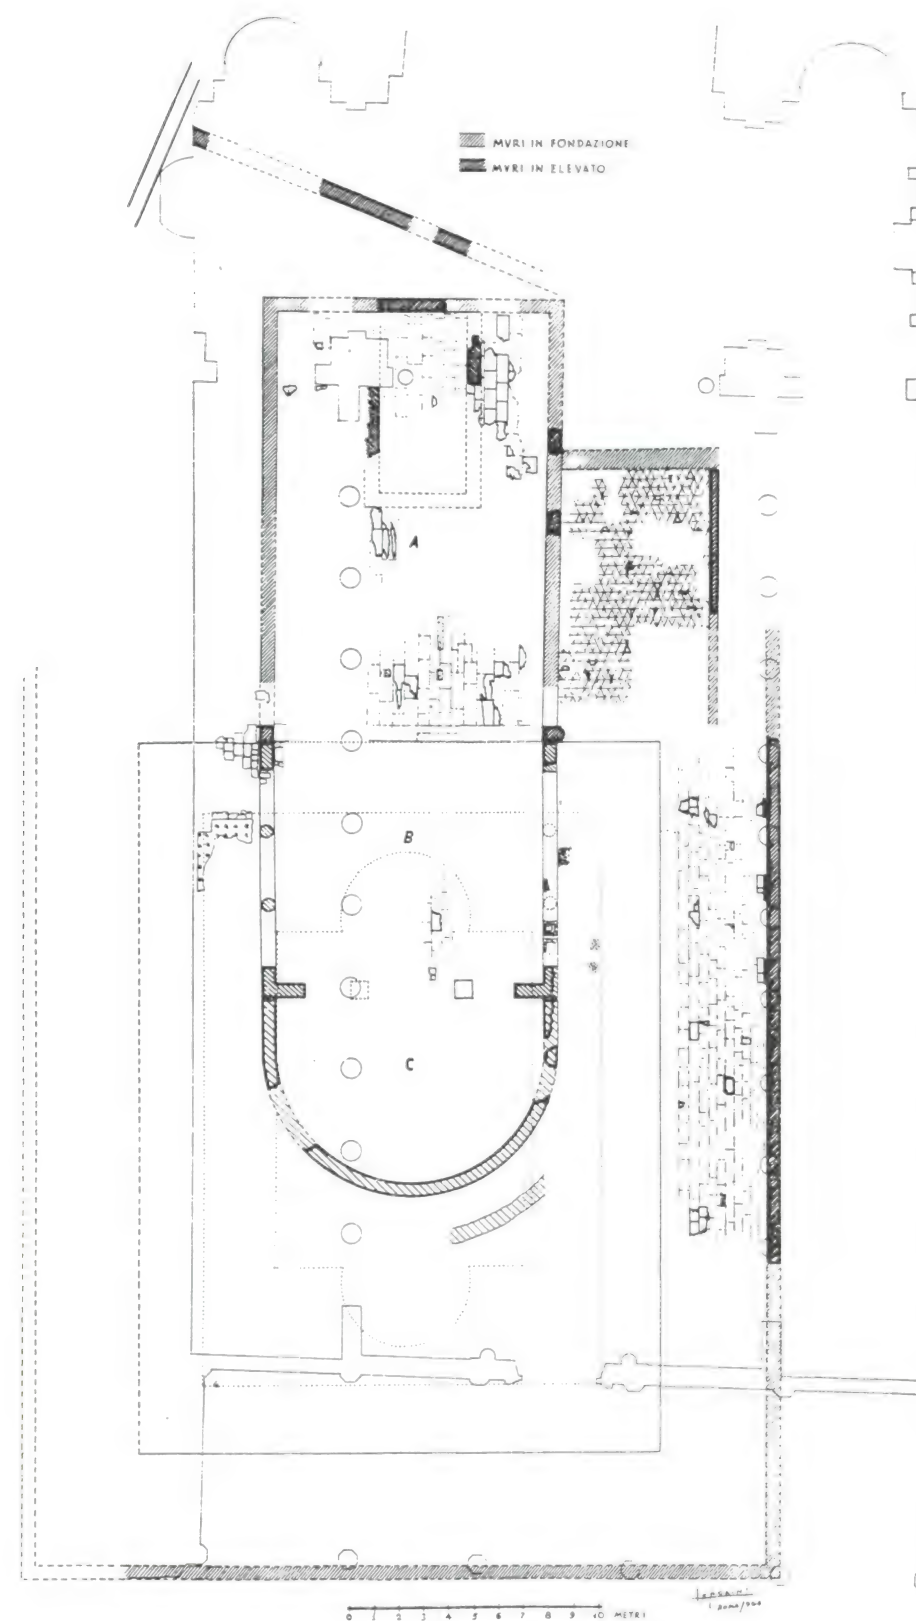 MVRI IN FONDAZIONE
MVRI IN ELEVATO
A
B
C
0 1 2 3 4 5 6 7 8 9 10 METRI